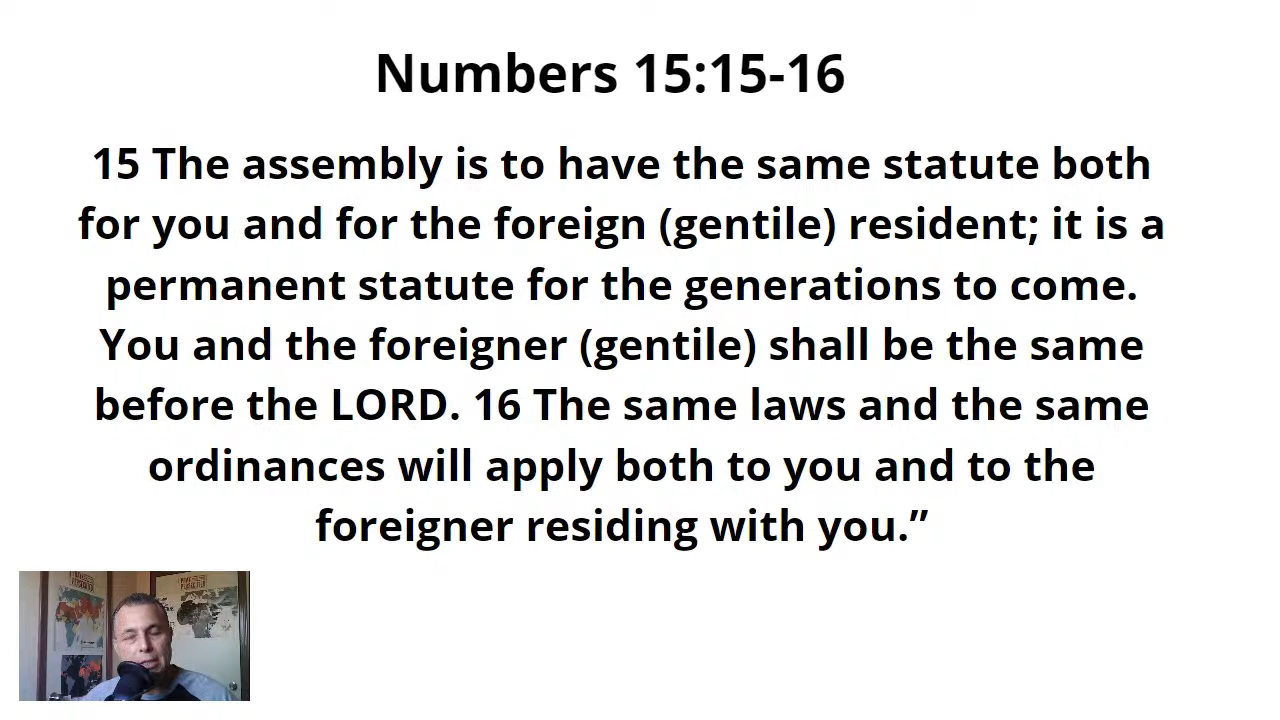 Numbers 15:15-16
15 The assembly is to have the same statute both
for you and for the foreign (gentile) resident; it is a
permanent statute for the generations to come.
You and the foreigner (gentile) shall be the same
before the LORD. 16 The same laws and the same
ordinances will apply both to you and to the
foreigner residing with you.”